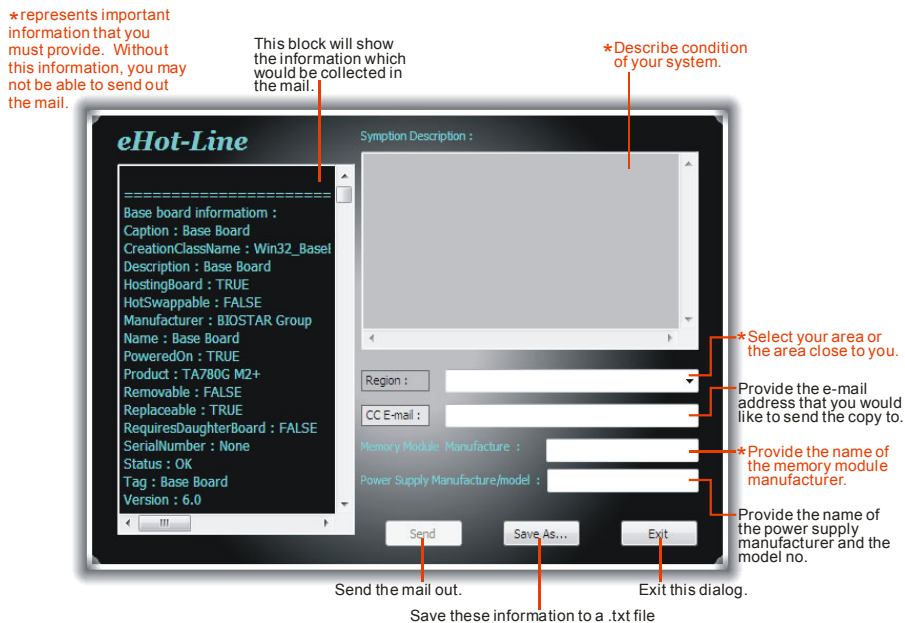 *represents important
information that you
must provide. Without
this information, you may
not be able to send out
the mail.
This block will show
the information which
would be collected in
the mail.
*Describe condition
of your system.
eHot-Line
Symption Description :
======================
Base board informatiom :
Caption : Base Board
CreationClassName : Win32_Basel
Description : Base Board
HostingBoard : TRUE
HotSwappable : FALSE
Manufacturer : BIOSTAR Group
Name : Base Board
PoweredOn : TRUE
Product : TA780G M2+
Removable : FALSE
Replaceable : TRUE
RequiresDaughterBoard : FALSE
SerialNumber : None
Status : OK
Tag : Base Board
Version : 6.0
Region :
CC E-mail :
Memory Module Manufacture :
Power Supply Manufacture/model :
Send
Save As...
Exit
*Select your area or
the area close to you.
Provide the e-mail
address that you would
like to send the copy to.
*Provide the name of
the memory module
manufacturer.
Provide the name of
the power supply
manufacturer and the
model no.
Send the mail out.
Exit this dialog.
Save these information to a .txt file